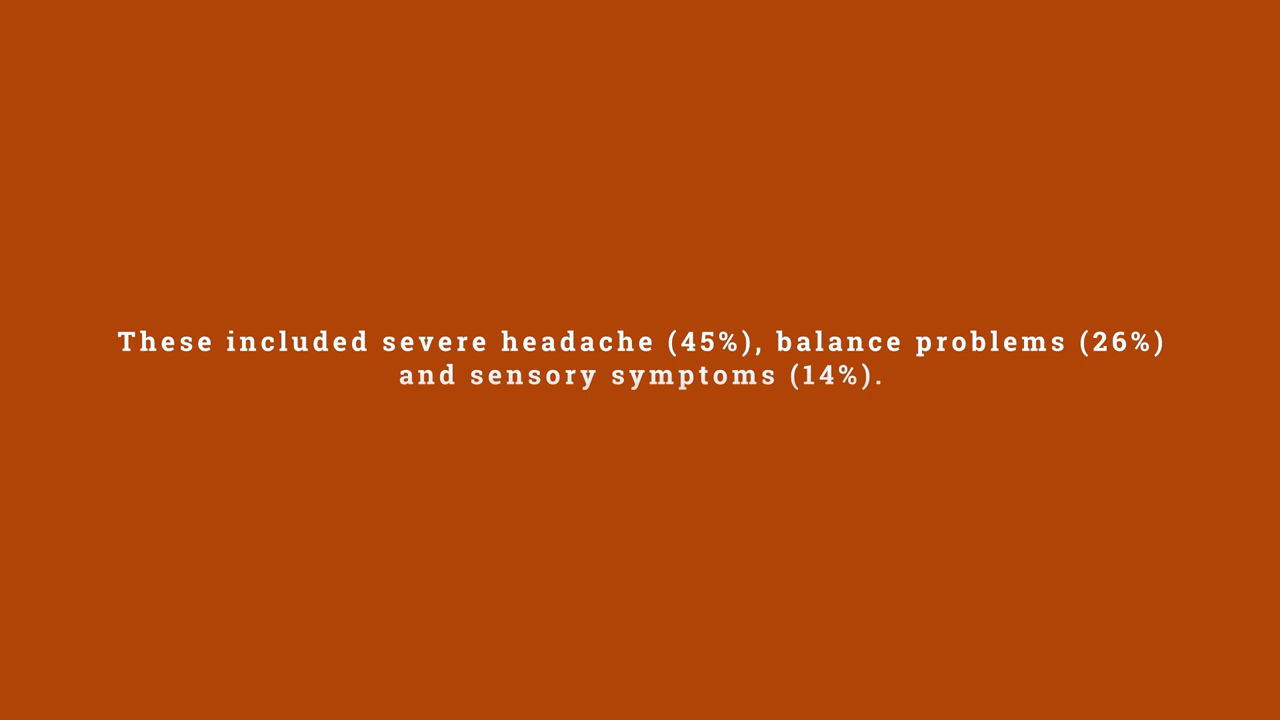 These included severe headache (45%), balance problems (26%)
and sensory symptoms (14%).